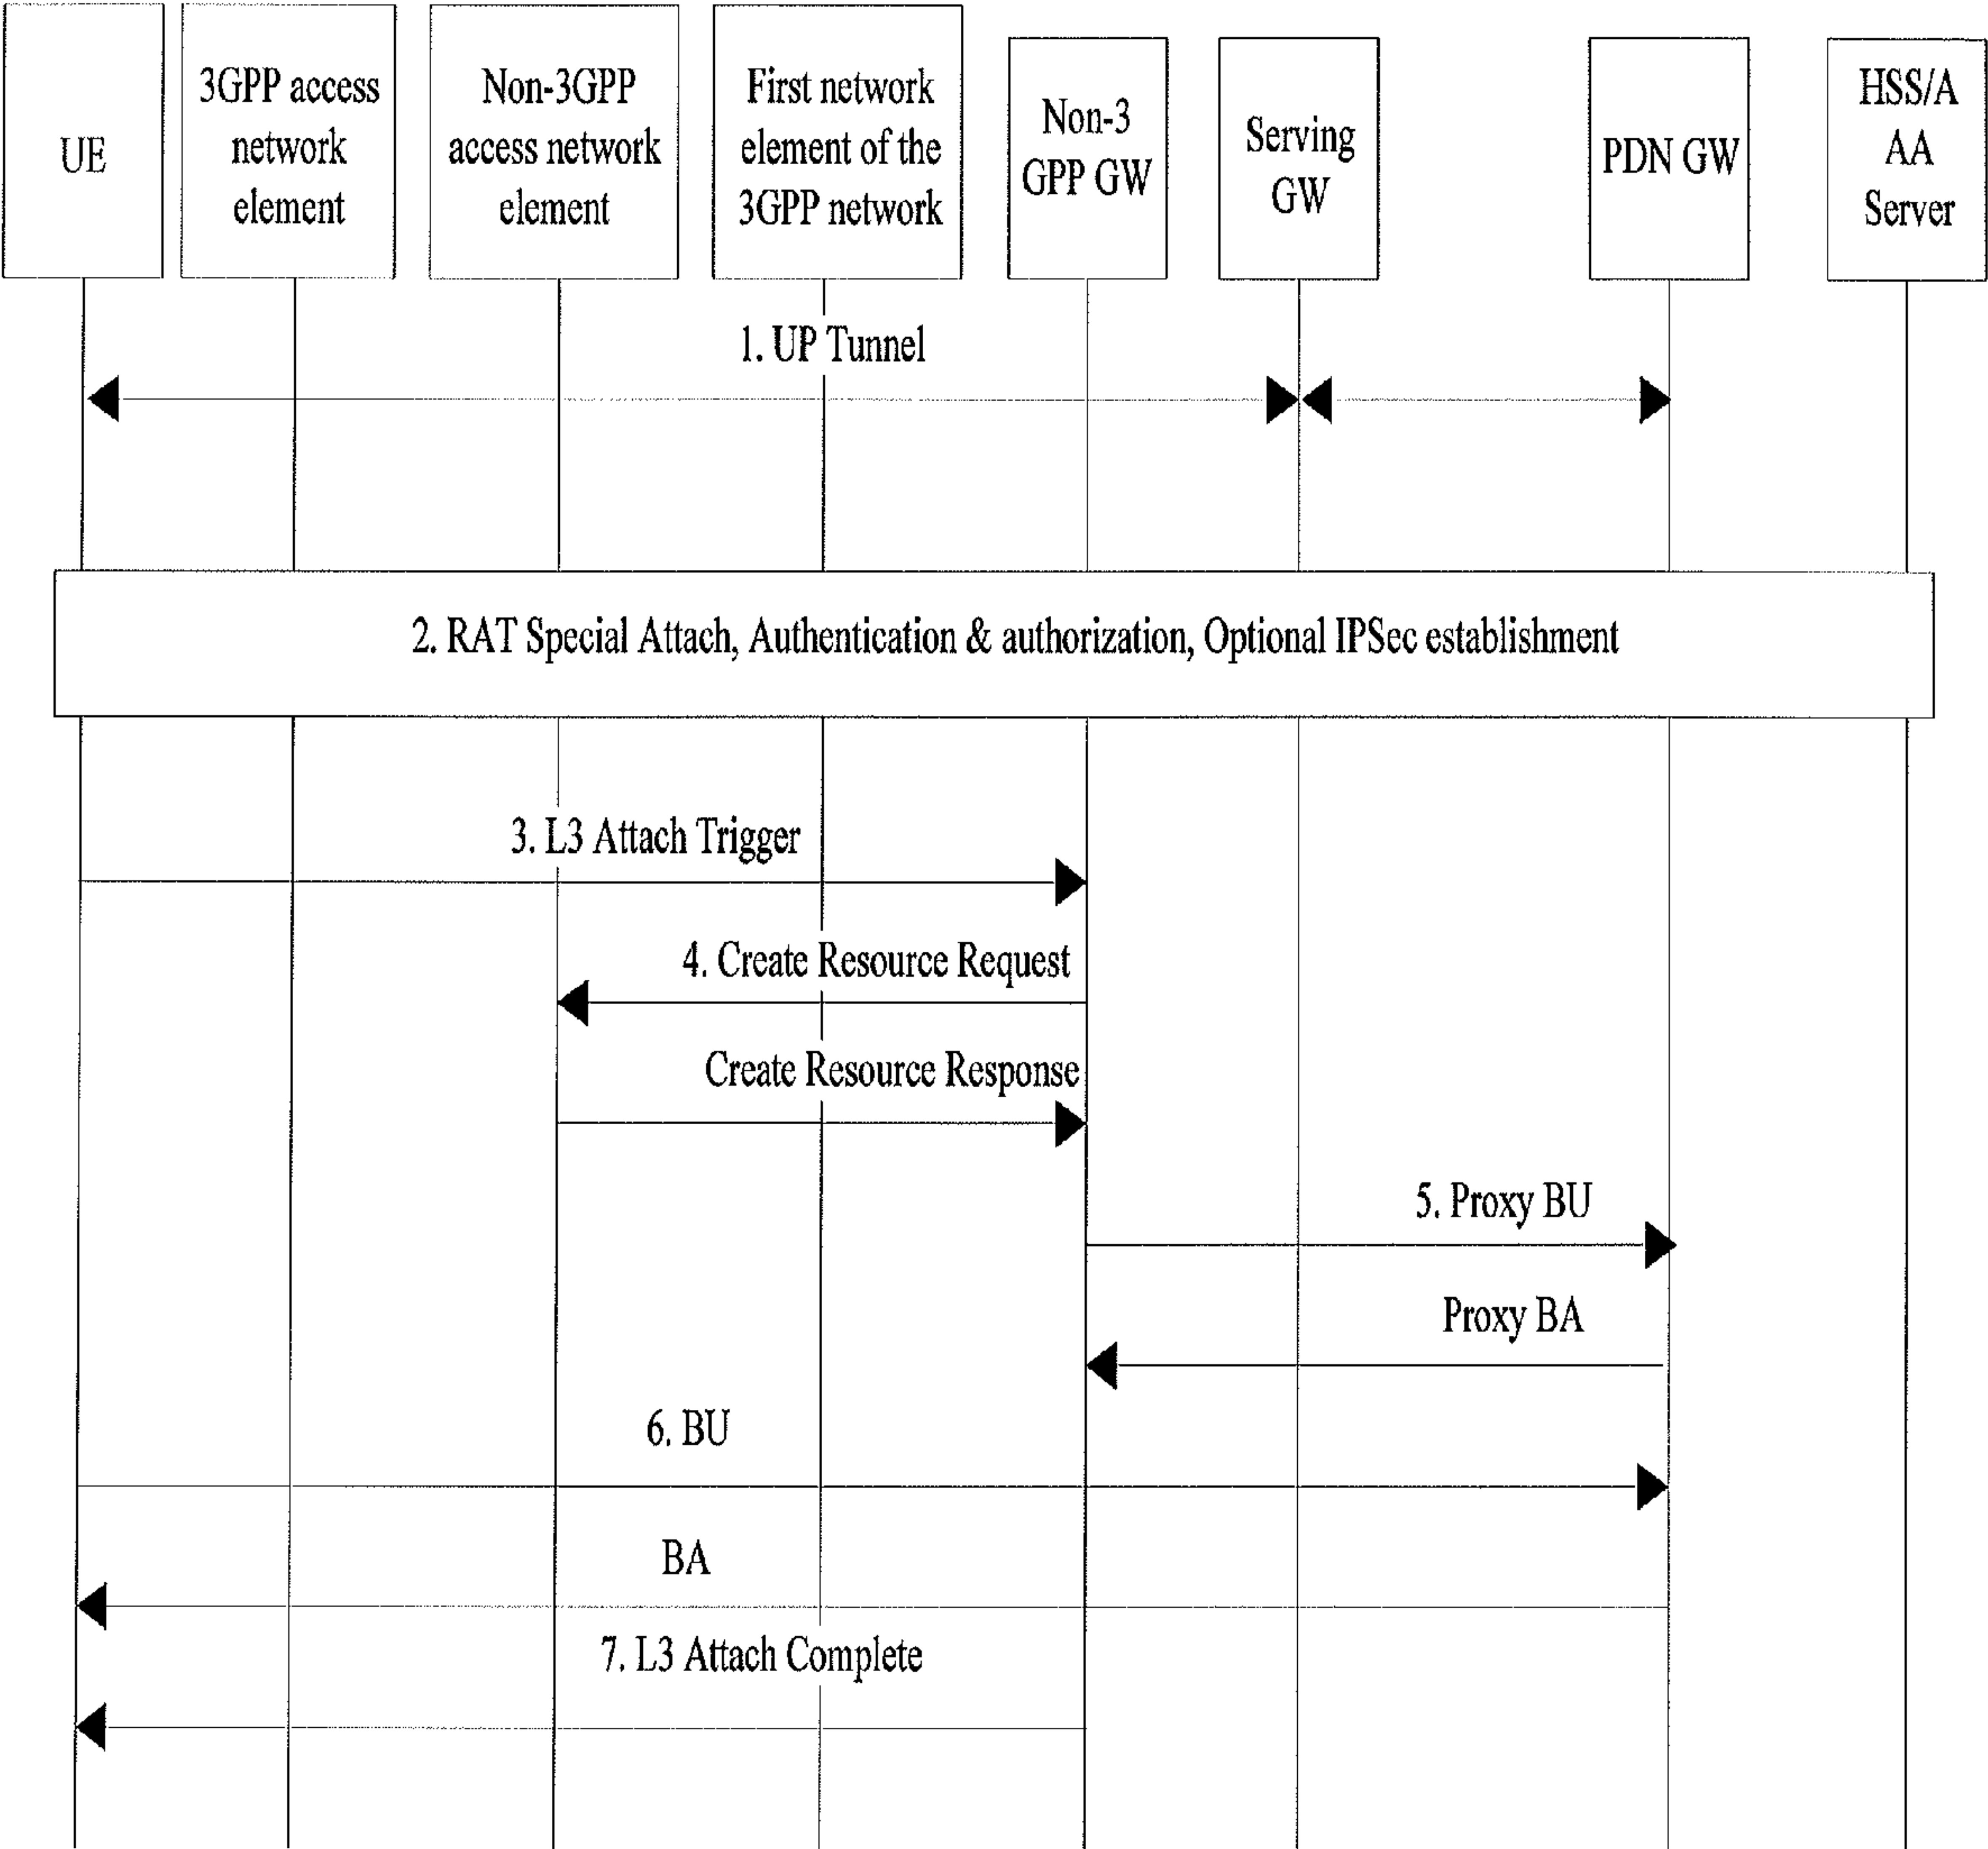 UE
3GPP access
network
element
Non-3GPP
access network
element
First network
element of the
3GPP network
Non-3
GPP GW
Serving
GW
PDN GW
HSS/A
AA
Server
1. UP Tunnel
2. RAT Special Attach, Authentication & authorization, Optional IPSec establishment
3. L3 Attach Trigger
4. Create Resource Request
Create Resource Response
5. Proxy BU
Proxy BA
6. BU
BA
7. L3 Attach Complete